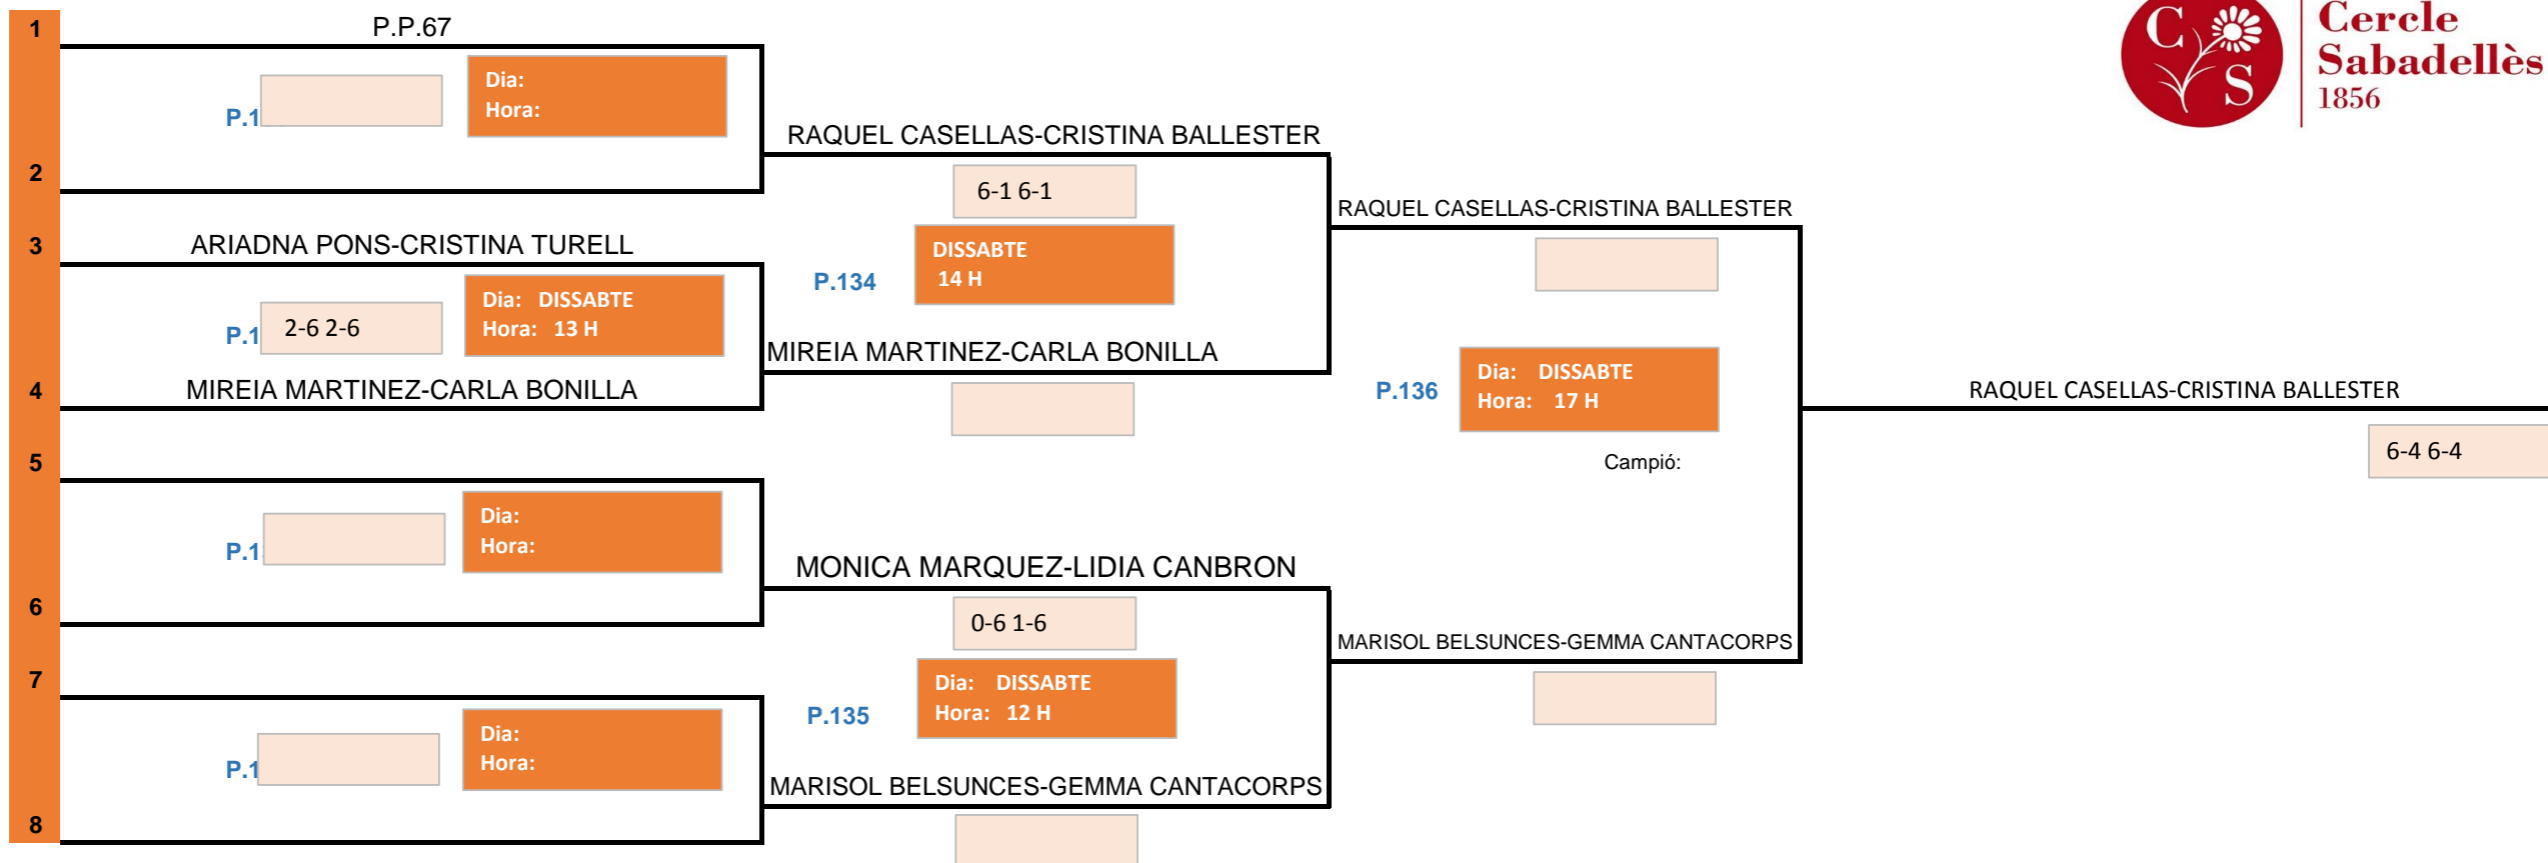 1
P.P.67
Dia:
Hora:
P.1
2
RAQUEL CASELLAS-CRISTINA BALLESTER
6-1 6-1
DISSABTE
14 H
P.134
3
ARIADNA PONS-CRISTINA TURELL
Dia: DISSABTE
Hora: 13 H
P.1
2-6 2-6
4
MIREIA MARTINEZ-CARLA BONILLA
MIREIA MARTINEZ-CARLA BONILLA
RAQUEL CASELLAS-CRISTINA BALLESTER
P.136
Dia: DISSABTE
Hora: 17 H
Campió:
RAQUEL CASELLAS-CRISTINA BALLESTER
6-4 6-4
5
Dia:
Hora:
P.1
6
MONICA MARQUEZ-LIDIA CANBRON
0-6 1-6
Dia: DISSABTE
Hora: 12 H
P.135
MARISOL BELSUNCES-GEMMA CANTACORPS
7
Dia:
Hora:
P.1
8
MARISOL BELSUNCES-GEMMA CANTACORPS
C
S
Cercle
Sabadellès
1856